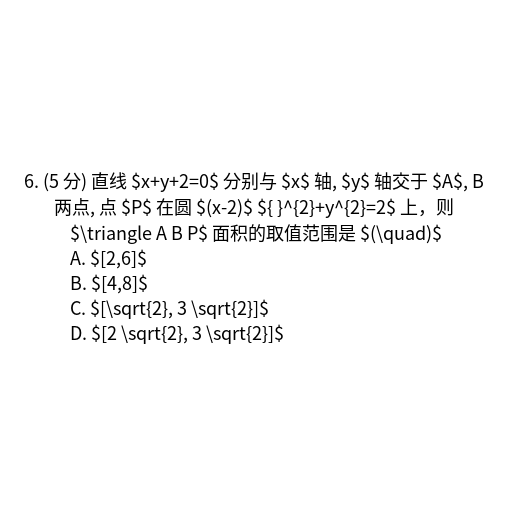 6. (5 分) 直线 $x+y+2=0$ 分别与 $x$ 轴, $y$ 轴交于 $A$, B
两点, 点 $P$ 在圆 $(x-2)$ ${ }^{2}+y^{2}=2$ 上，则
$\triangle A B P$ 面积的取值范围是 $(\quad)$
A. $[2,6]$
B. $[4,8]$
C. $[\sqrt{2}, 3 \sqrt{2}]$
D. $[2 \sqrt{2}, 3 \sqrt{2}]$